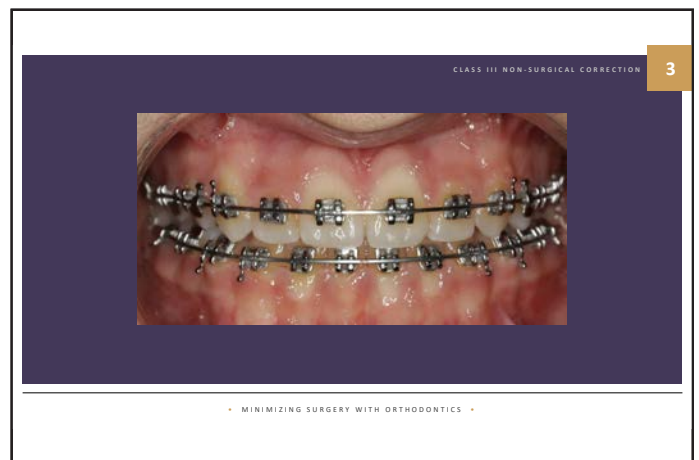 CLASS III NON-SURGICAL CORRECTION
3
• MINIMIZING SURGERY WITH ORTHODONTICS •